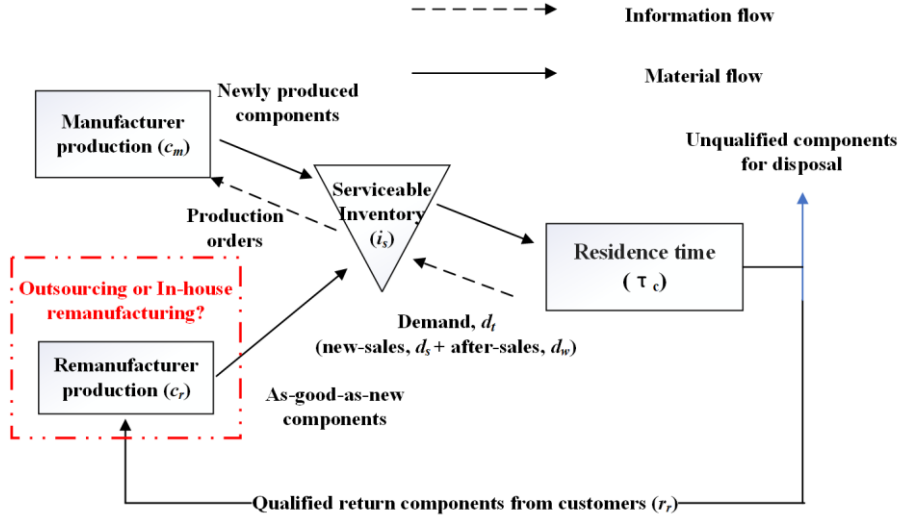 Information flow
Material flow
Newly produced
components
Manufacturer
production (cm)
Unqualified components
for disposal
Serviceable
Inventory
(is)
Production
orders
Residence time
( τc)
Outsourcing or In-house
remanufacturing?
Demand, dt
(new-sales, ds + after-sales, dw)
Remanufacturer
production (cr)
As-good-as-new
components
Qualified return components from customers (rr)